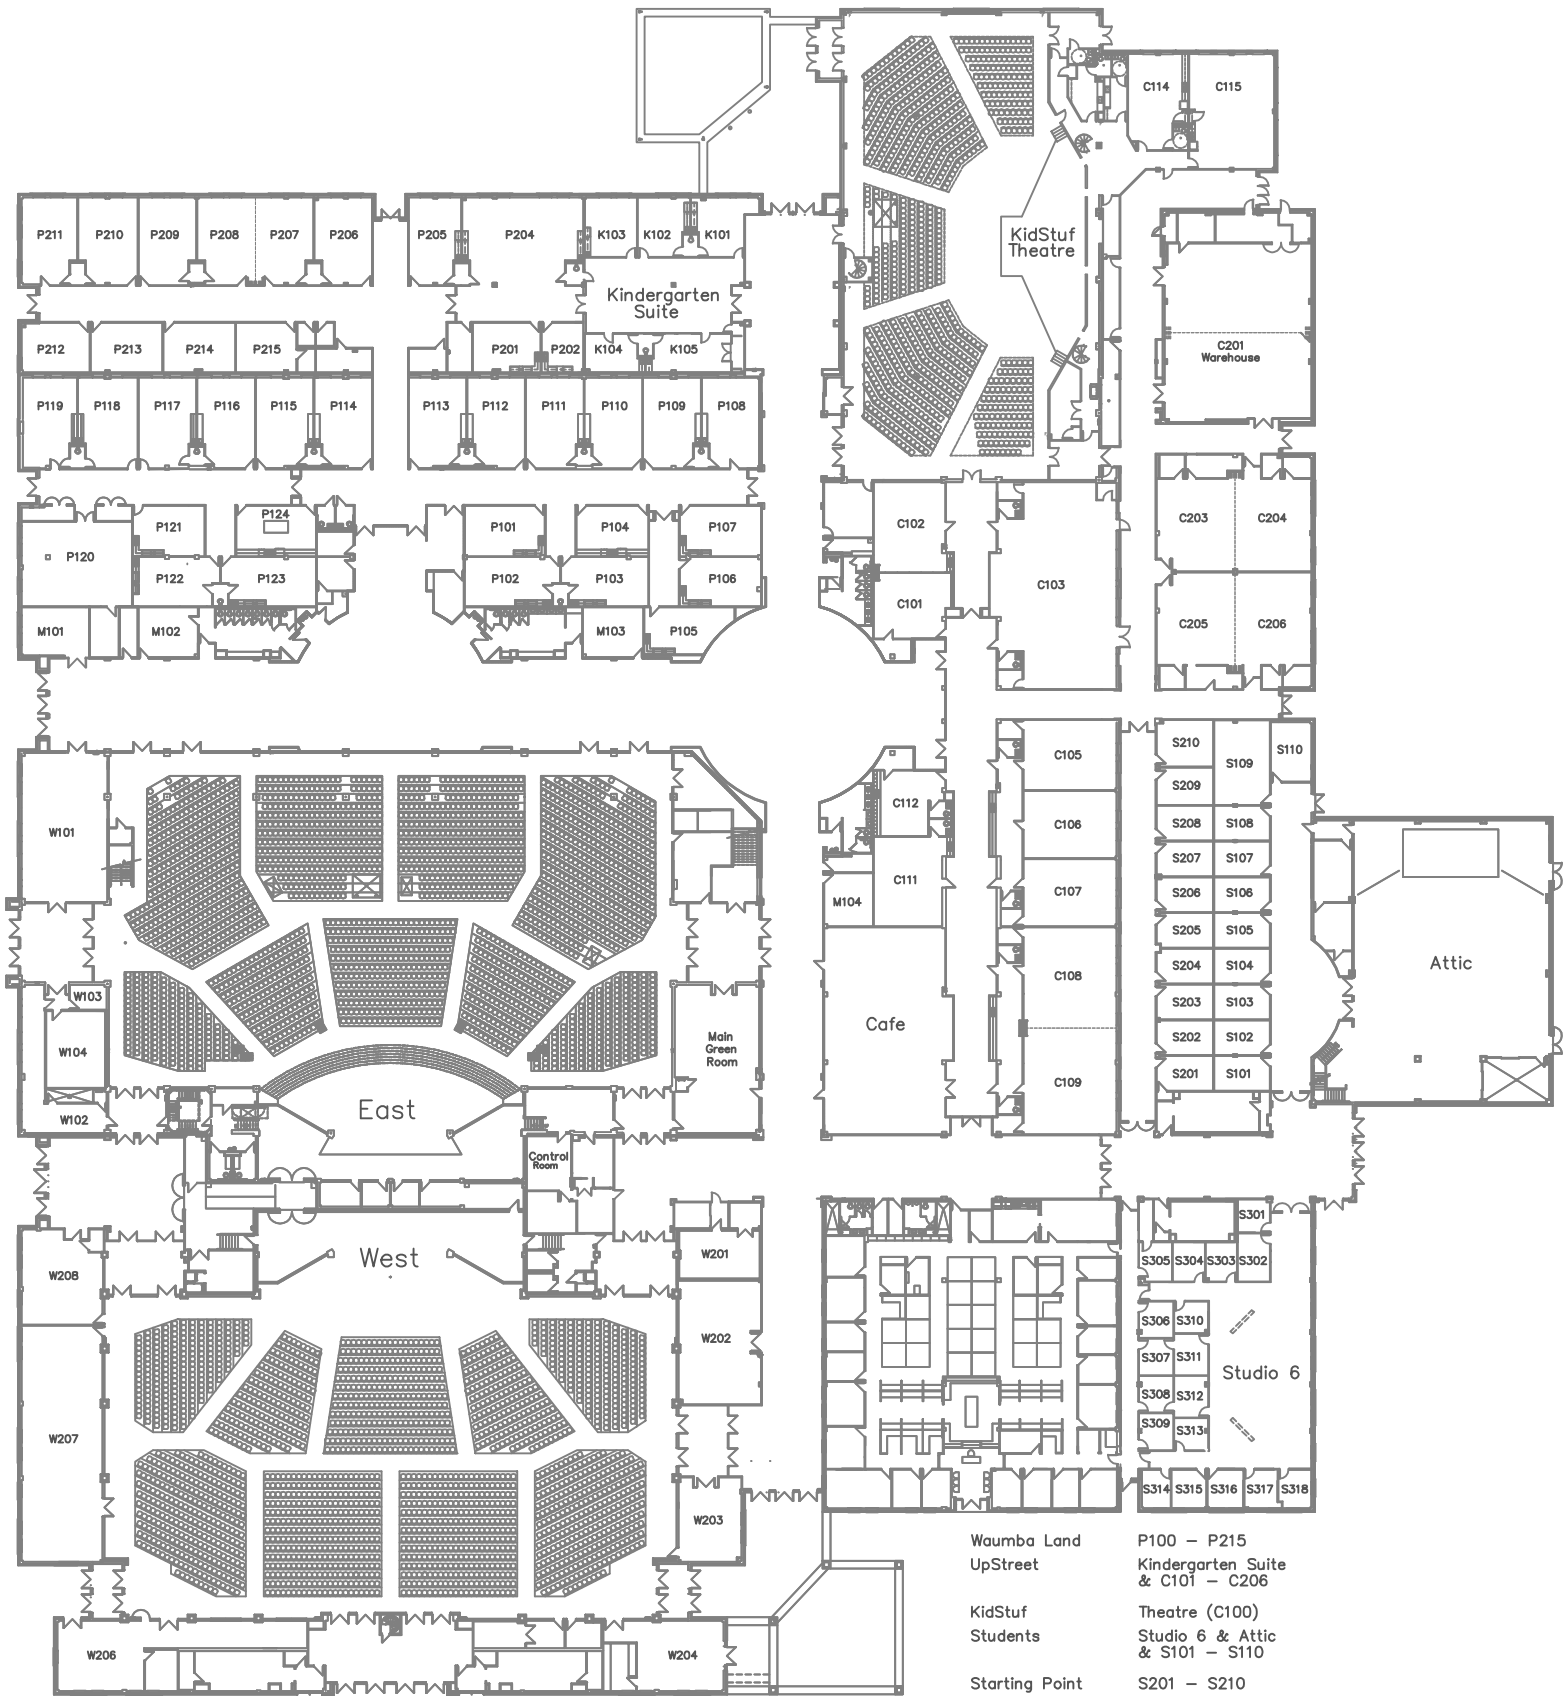 C114
C115
KidStuf
Theatre
P211
P210
P209
P208
P207
P206
P205
P204
K103
K102
K101
Kindergarten
Suite
P212
P213
P214
P215
P201
P202
K104
K105
C201
Warehouse
P119
P118
P117
P116
P115
P114
P113
P112
P111
P110
P109
P108
P121
P124
P101
P104
P107
C102
C203
C204
P120
P122
P123
P102
P103
P106
C103
C101
M101
M102
M103
P105
C205
C206
W101
C105
S210
S109
S110
S209
C112
C106
S208
S108
S207
S107
C111
C107
M104
S206
S106
S205
S105
W103
C108
S204
S104
Attic
S203
S103
W104
Main
Green
Room
Cafe
S202
S102
S201
S101
W102
East
C109
Control
Room
West
W208
W201
S301
S305
S304
S303
S302
W202
S306
S310
S307
S311
Studio 6
S308
S312
S309
S313
W207
S314
S315
S316
S317
S318
W203
W206
W204
Waumba Land P100 – P215
UpStreet Kindergarten Suite
& C101 – C206
KidStuf Theatre (C100)
Students Studio 6 & Attic
& S101 – S110
Starting Point S201 – S210